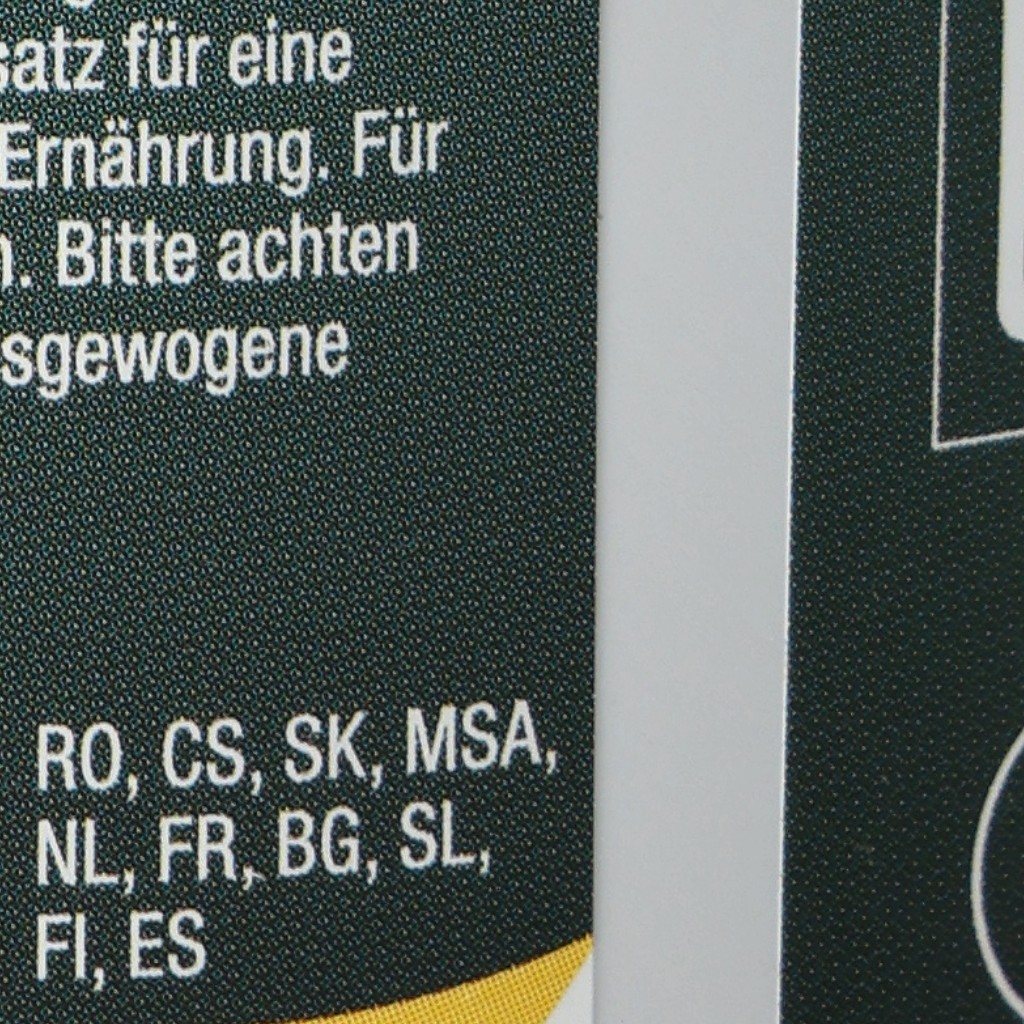 satz für eine
Ernährung. Für
n. Bitte achten
sgewogene
RO, CS, SK, MSA,
NL, FR, BG, SL,
FI, ES